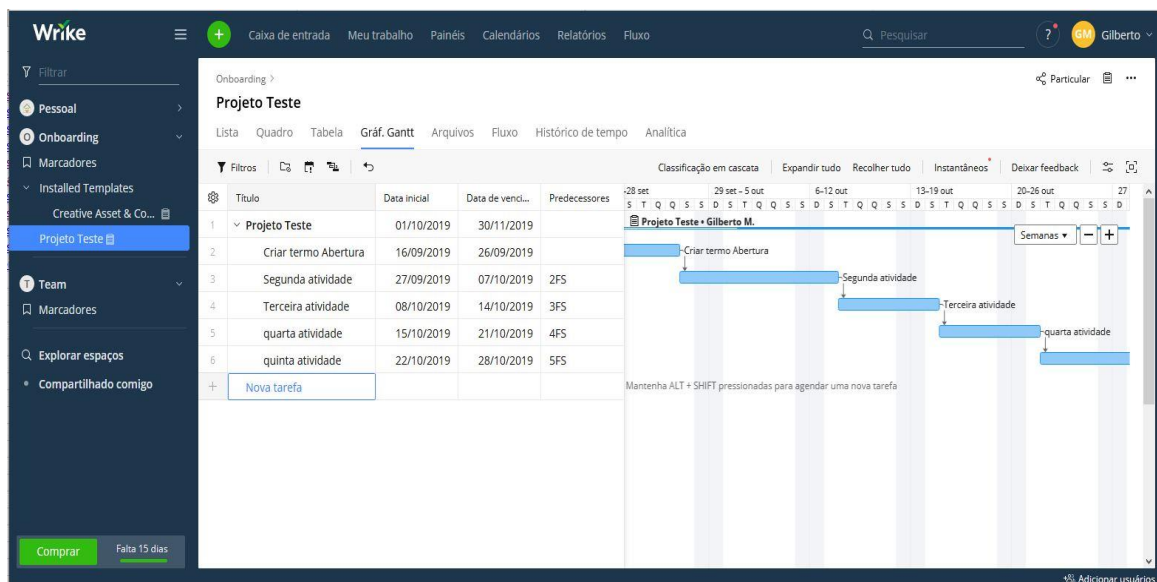 Wrike
Caixa de entrada Meu trabalho Painéis Calendários Relatórios Fluxo Pesquisar ? GM Gilberto
Filtrar
Pessoal
O Onboarding
Marcadores
Installed Templates
Creative Asset & Co...
Projeto Teste
T Team
Marcadores
Explorar espaços
Compartilhado comigo
Comprar Falta 15 dias
Onboarding >
Particular
Projeto Teste
Lista Quadro Tabela Gráf. Gantt Arquivos Fluxo Histórico de tempo Analítica
Filtros Classificação em cascata Expandir tudo Recolher tudo Instantâneos Deixar feedback
Título Data inicial Data de venci... Predecessores
-28 set 29 set – 5 out 6–12 out 13–19 out 20–26 out 27
S T Q Q S S D S T Q Q S S D S T Q Q S S D S T Q Q S S D S T Q Q S S D
1 Projeto Teste 01/10/2019 30/11/2019 Projeto Teste • Gilberto M.
Semanas
2 Criar termo Abertura 16/09/2019 26/09/2019 Criar termo Abertura
3 Segunda atividade 27/09/2019 07/10/2019 2FS Segunda atividade
4 Terceira atividade 08/10/2019 14/10/2019 3FS Terceira atividade
5 quarta atividade 15/10/2019 21/10/2019 4FS quarta atividade
6 quinta atividade 22/10/2019 28/10/2019 5FS
+ Nova tarefa Mantenha ALT + SHIFT pressionadas para agendar uma nova tarefa
Adicionar usuários